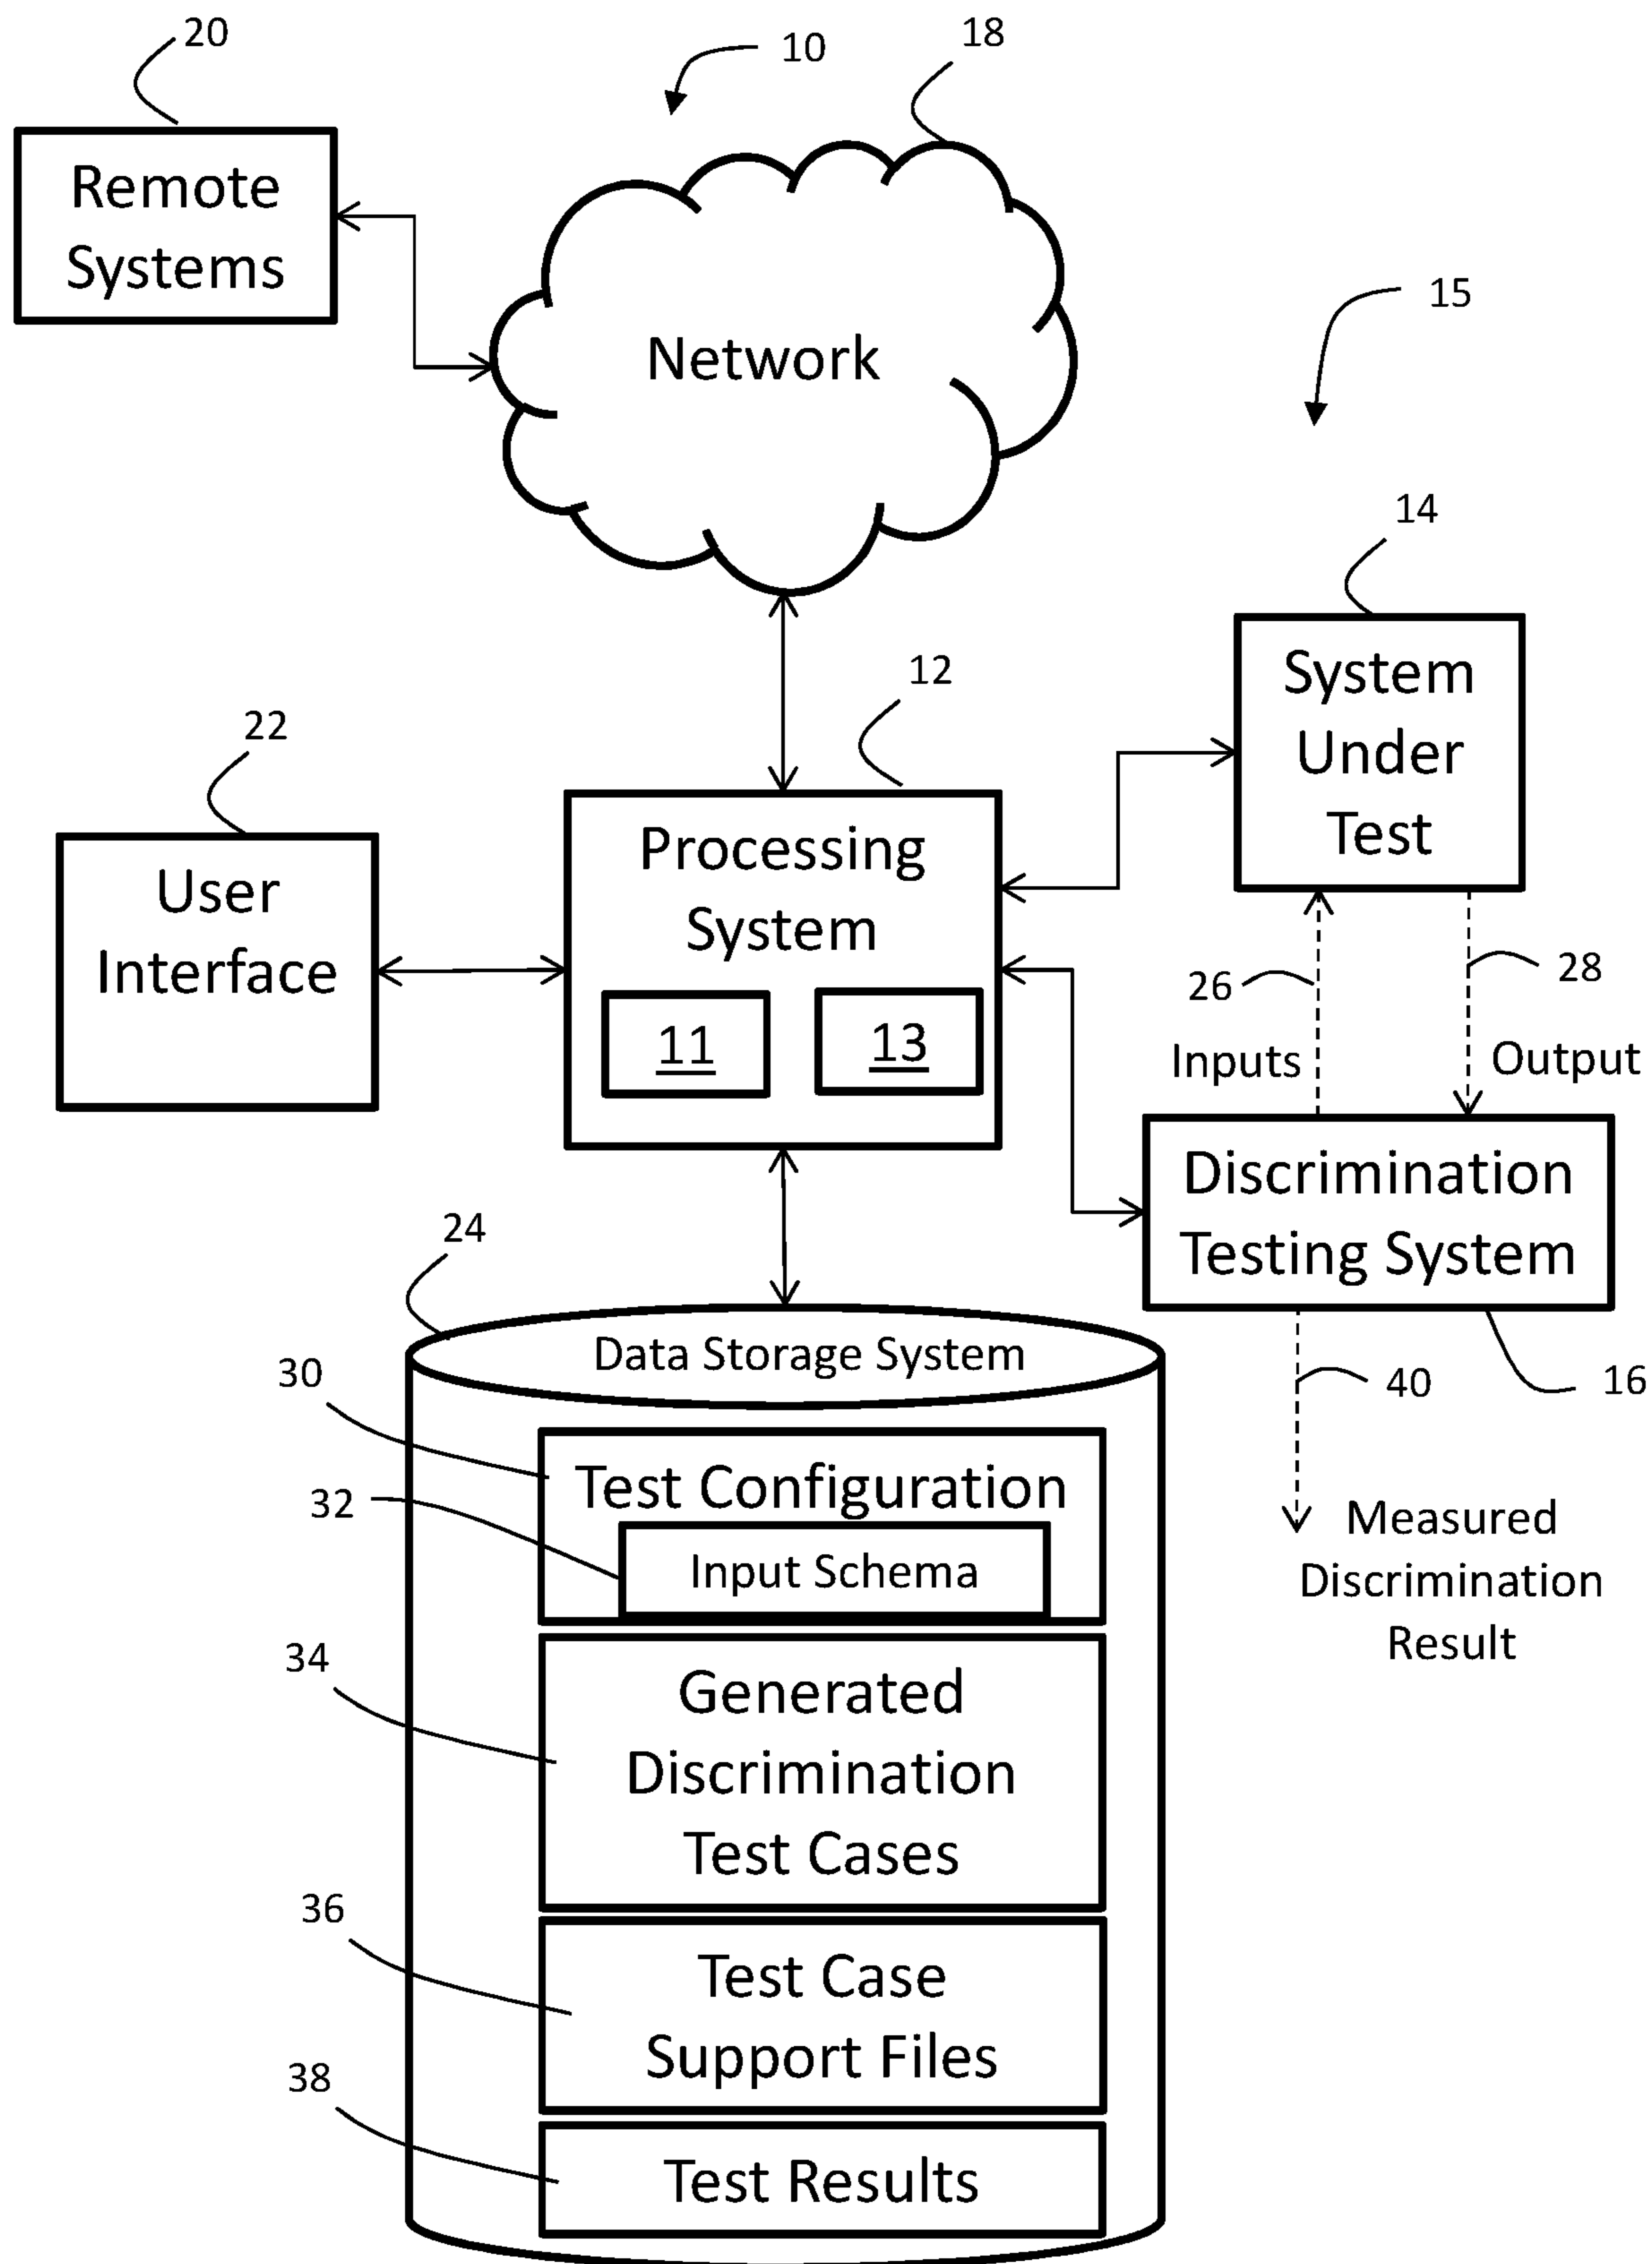 20
10
18
Remote
Systems
15
Network
14
12
System
Under
Test
22
Processing
System
User
Interface
11
13
26
28
Inputs
Output
Discrimination
Testing System
24
Data Storage System
30
40
16
Test Configuration
32
Input Schema
Measured
Discrimination
Result
34
Generated
Discrimination
Test Cases
36
Test Case
Support Files
38
Test Results